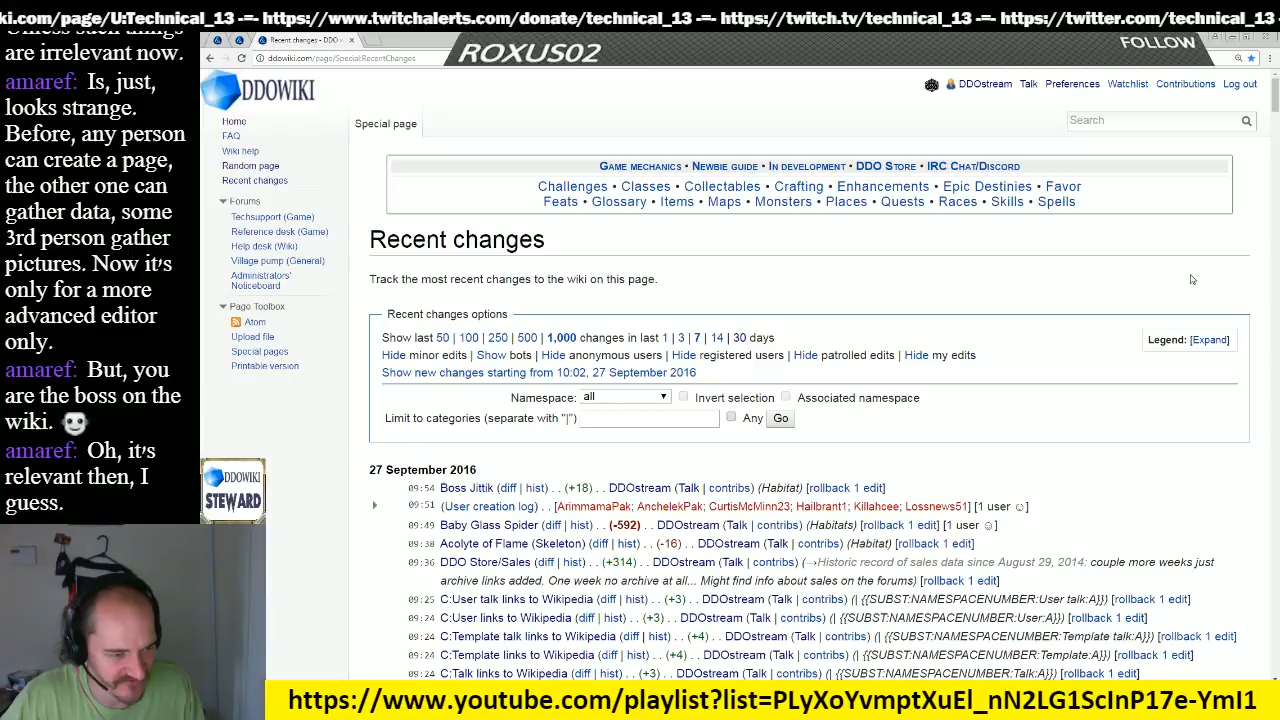 ki.com/page/U:Technical_13 -=- https://www.twitchalerts.com/donate/technical_13 -=- https://twitch.tv/technical_13 -=- https://twitter.com/technical_13 -=
are irrelevant now.
amaref: Is, just,
looks strange.
Before, any person
can create a page,
the other one can
gather data, some
3rd person gather
pictures. Now it's
only for a more
advanced editor
only.
amaref: But, you
are the boss on the
wiki.
amaref: Oh, it's
relevant then, I
guess.
Recent changes - DDO
ROXUS02
FOLLOW
ddowiki.com/page/Special:RecentChanges
DDOWIKI
DDOstream Talk Preferences Watchlist Contributions Log out
Home
FAQ
Wiki help
Random page
Recent changes
Forums
Techsupport (Game)
Reference desk (Game)
Help desk (Wiki)
Village pump (General)
Administrators'
Noticeboard
Page Toolbox
Atom
Upload file
Special pages
Printable version
DDOWIKI
STEWARD
Special page
Search
Game mechanics • Newbie guide • In development • DDO Store • IRC Chat/Discord
Challenges • Classes • Collectables • Crafting • Enhancements • Epic Destinies • Favor
Feats • Glossary • Items • Maps • Monsters • Places • Quests • Races • Skills • Spells
Recent changes
Track the most recent changes to the wiki on this page.
Recent changes options
Show last 50 | 100 | 250 | 500 | 1,000 changes in last 1 | 3 | 7 | 14 | 30 days
Hide minor edits | Show bots | Hide anonymous users | Hide registered users | Hide patrolled edits | Hide my edits
Show new changes starting from 10:02, 27 September 2016
Legend: [Expand]
Namespace: all Invert selection Associated namespace
Limit to categories (separate with "|") Any Go
27 September 2016
09:54 Boss Jittik (diff | hist) . . (+18) . . DDOstream (Talk | contribs) (Habitat) [rollback 1 edit]
09:51 (User creation log) . . [ArimmamaPak; AnchelekPak; CurtisMcMinn23; Hailbrant1; Killahcee; Lossnews51] [1 user ☺]
09:49 Baby Glass Spider (diff | hist) . . (-592) . . DDOstream (Talk | contribs) (Habitats) [rollback 1 edit] [1 user ☺]
09:38 Acolyte of Flame (Skeleton) (diff | hist) . . (-16) . . DDOstream (Talk | contribs) (Habitat) [rollback 1 edit]
09:36 DDO Store/Sales (diff | hist) . . (+314) . . DDOstream (Talk | contribs) (→Historic record of sales data since August 29, 2014: couple more weeks just
archive links added. One week no archive at all... Might find info about sales on the forums) [rollback 1 edit]
09:25 C:User talk links to Wikipedia (diff | hist) . . (+3) . . DDOstream (Talk | contribs) (| {{SUBST:NAMESPACENUMBER:User talk:A}}) [rollback 1 edit]
09:24 C:User links to Wikipedia (diff | hist) . . (+3) . . DDOstream (Talk | contribs) (| {{SUBST:NAMESPACENUMBER:User:A}}) [rollback 1 edit]
09:24 C:Template talk links to Wikipedia (diff | hist) . . (+4) . . DDOstream (Talk | contribs) (| {{SUBST:NAMESPACENUMBER:Template talk:A}}) [rollback 1 edit]
09:24 C:Template links to Wikipedia (diff | hist) . . (+4) . . DDOstream (Talk | contribs) (| {{SUBST:NAMESPACENUMBER:Template:A}}) [rollback 1 edit]
09:24 C:Talk links to Wikipedia (diff | hist) . . (+3) . . DDOstream (Talk | contribs) (| {{SUBST:NAMESPACENUMBER:Talk:A}}) [rollback 1 edit]
https://www.youtube.com/playlist?list=PLyXoYvmptXuEl_nN2LG1ScInP17e-YmI1